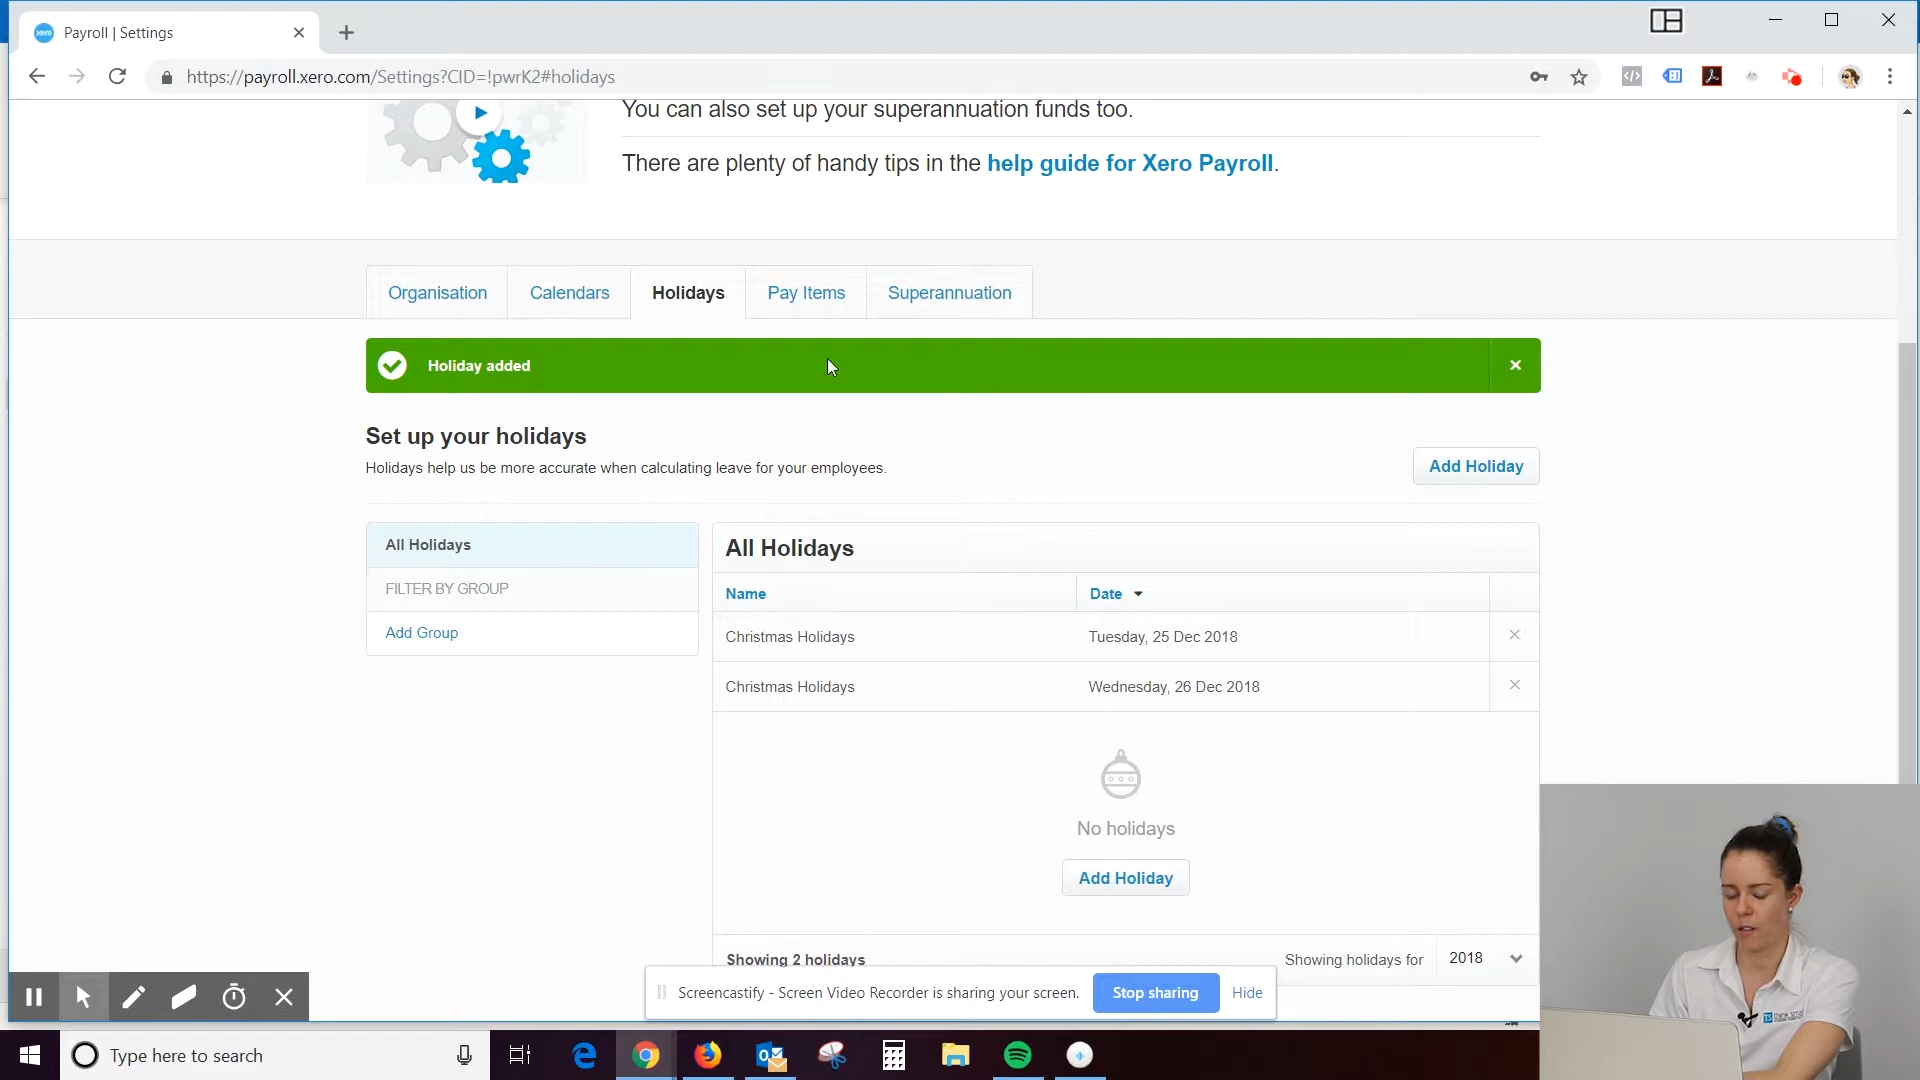 Payroll | Settings
https://payroll.xero.com/Settings?CID=!pwrK2#holidays
You can also set up your superannuation funds too.
There are plenty of handy tips in the help guide for Xero Payroll.
Organisation
Calendars
Holidays
Pay Items
Superannuation
Holiday added
Set up your holidays
Holidays help us be more accurate when calculating leave for your employees.
Add Holiday
All Holidays
FILTER BY GROUP
Add Group
All Holidays
Name
Date
Christmas Holidays
Tuesday, 25 Dec 2018
Christmas Holidays
Wednesday, 26 Dec 2018
No holidays
Add Holiday
Showing 2 holidays
Showing holidays for
2018
Screencastify - Screen Video Recorder is sharing your screen.
Stop sharing
Hide
Type here to search